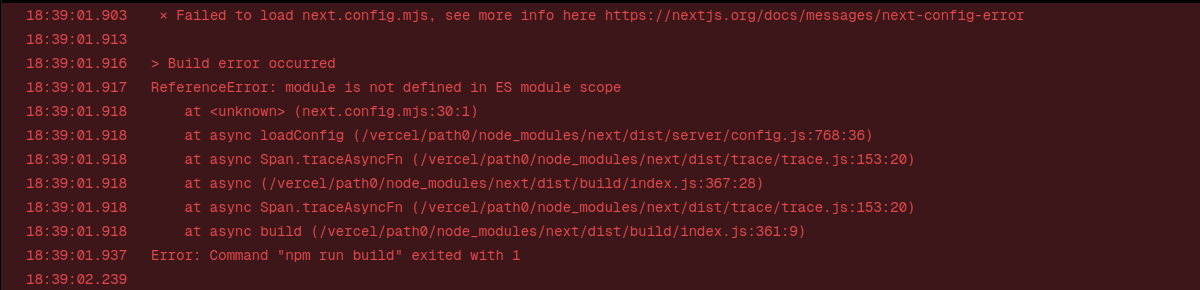 18:39:01.903 × Failed to load next.config.mjs, see more info here https://nextjs.org/docs/messages/next-config-error
18:39:01.913
18:39:01.916 > Build error occurred
18:39:01.917 ReferenceError: module is not defined in ES module scope
18:39:01.918 at <unknown> (next.config.mjs:30:1)
18:39:01.918 at async loadConfig (/vercel/path0/node_modules/next/dist/server/config.js:768:36)
18:39:01.918 at async Span.traceAsyncFn (/vercel/path0/node_modules/next/dist/trace/trace.js:153:20)
18:39:01.918 at async (/vercel/path0/node_modules/next/dist/build/index.js:367:28)
18:39:01.918 at async Span.traceAsyncFn (/vercel/path0/node_modules/next/dist/trace/trace.js:153:20)
18:39:01.918 at async build (/vercel/path0/node_modules/next/dist/build/index.js:361:9)
18:39:01.937 Error: Command "npm run build" exited with 1
18:39:02.239